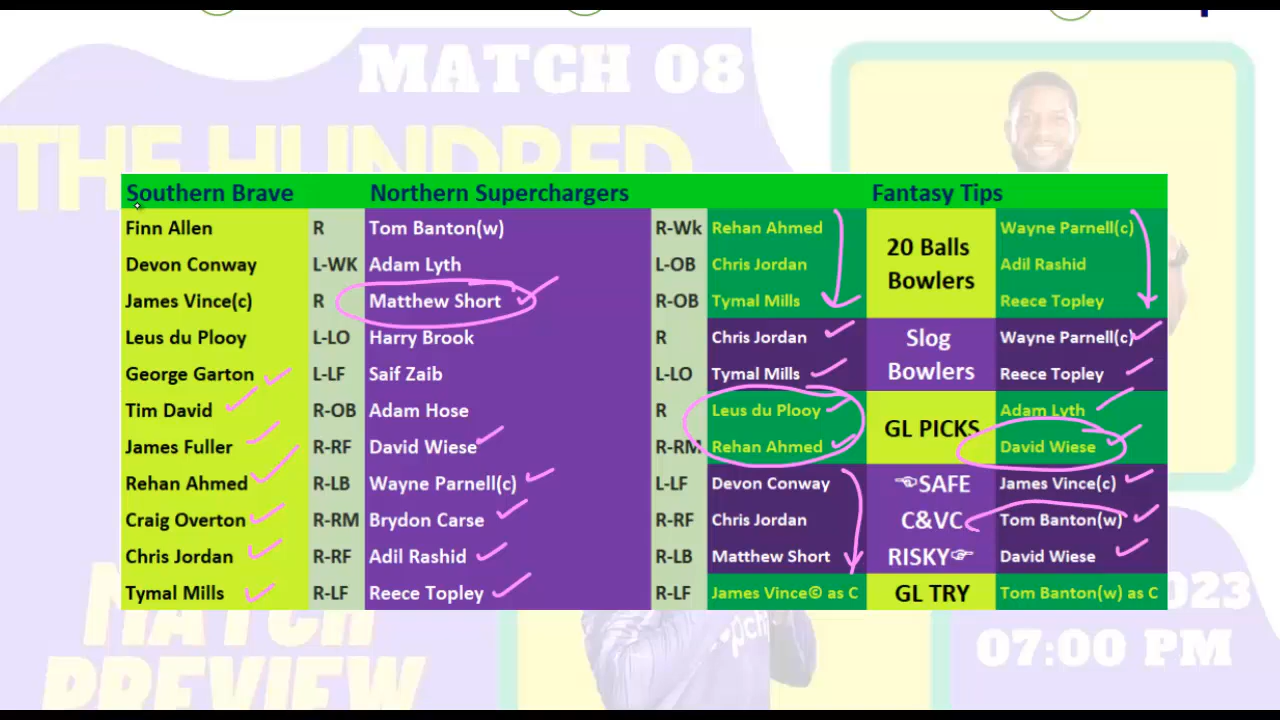 MATCH 08
THE HUNDRED
Southern Brave Northern Superchargers Fantasy Tips
Finn Allen R Tom Banton(w) R-Wk Rehan Ahmed 20 Balls Bowlers Wayne Parnell(c)
Devon Conway L-WK Adam Lyth L-OB Chris Jordan Adil Rashid
James Vince(c) R Matthew Short R-OB Tymal Mills Reece Topley
Leus du Plooy L-LO Harry Brook R Chris Jordan Slog Bowlers Wayne Parnell(c)
George Garton L-LF Saif Zaib L-LO Tymal Mills Reece Topley
Tim David R-OB Adam Hose R Leus du Plooy GL PICKS Adam Lyth
James Fuller R-RF David Wiese R-RM Rehan Ahmed David Wiese
Rehan Ahmed R-LB Wayne Parnell(c) L-LF Devon Conway ☜SAFE James Vince(c)
Craig Overton R-RM Brydon Carse R-RF Chris Jordan C&VC Tom Banton(w)
Chris Jordan R-RF Adil Rashid R-LB Matthew Short RISKY☞ David Wiese
Tymal Mills R-LF Reece Topley R-LF James Vince© as C GL TRY Tom Banton(w) as C
MATCH 2023
PREVIEW 07:00 PM